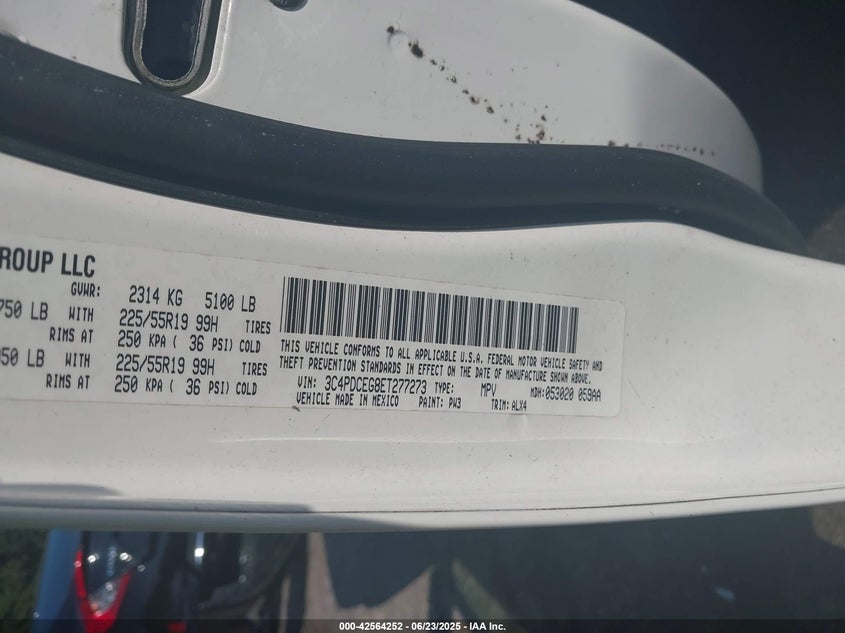 ROUP LLC
GVWR: 2314 KG 5100 LB
750 LB WITH 225/55R19 99H TIRES
RIMS AT 250 KPA ( 36 PSI) COLD
50 LB WITH 225/55R19 99H TIRES
RIMS AT 250 KPA ( 36 PSI) COLD
THIS VEHICLE CONFORMS TO ALL APPLICABLE U.S.A. FEDERAL MOTOR VEHICLE SAFETY AND
THEFT PREVENTION STANDARDS IN EFFECT ON THE DATE OF MANUFACTURE SHOWN ABOVE.
VIN: 3C4PDCEG8ET277273 TYPE: MPV MDH:053020 059AA
VEHICLE MADE IN MEXICO PAINT: PW3 TRIM: ALX4
000-42564252 - 06/23/2025 - IAA Inc.